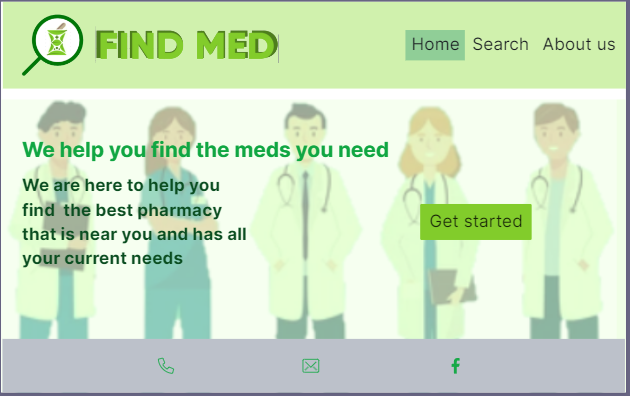 FIND MED
Home Search About us
We help you find the meds you need
We are here to help you
find the best pharmacy
that is near you and has all
your current needs
Get started